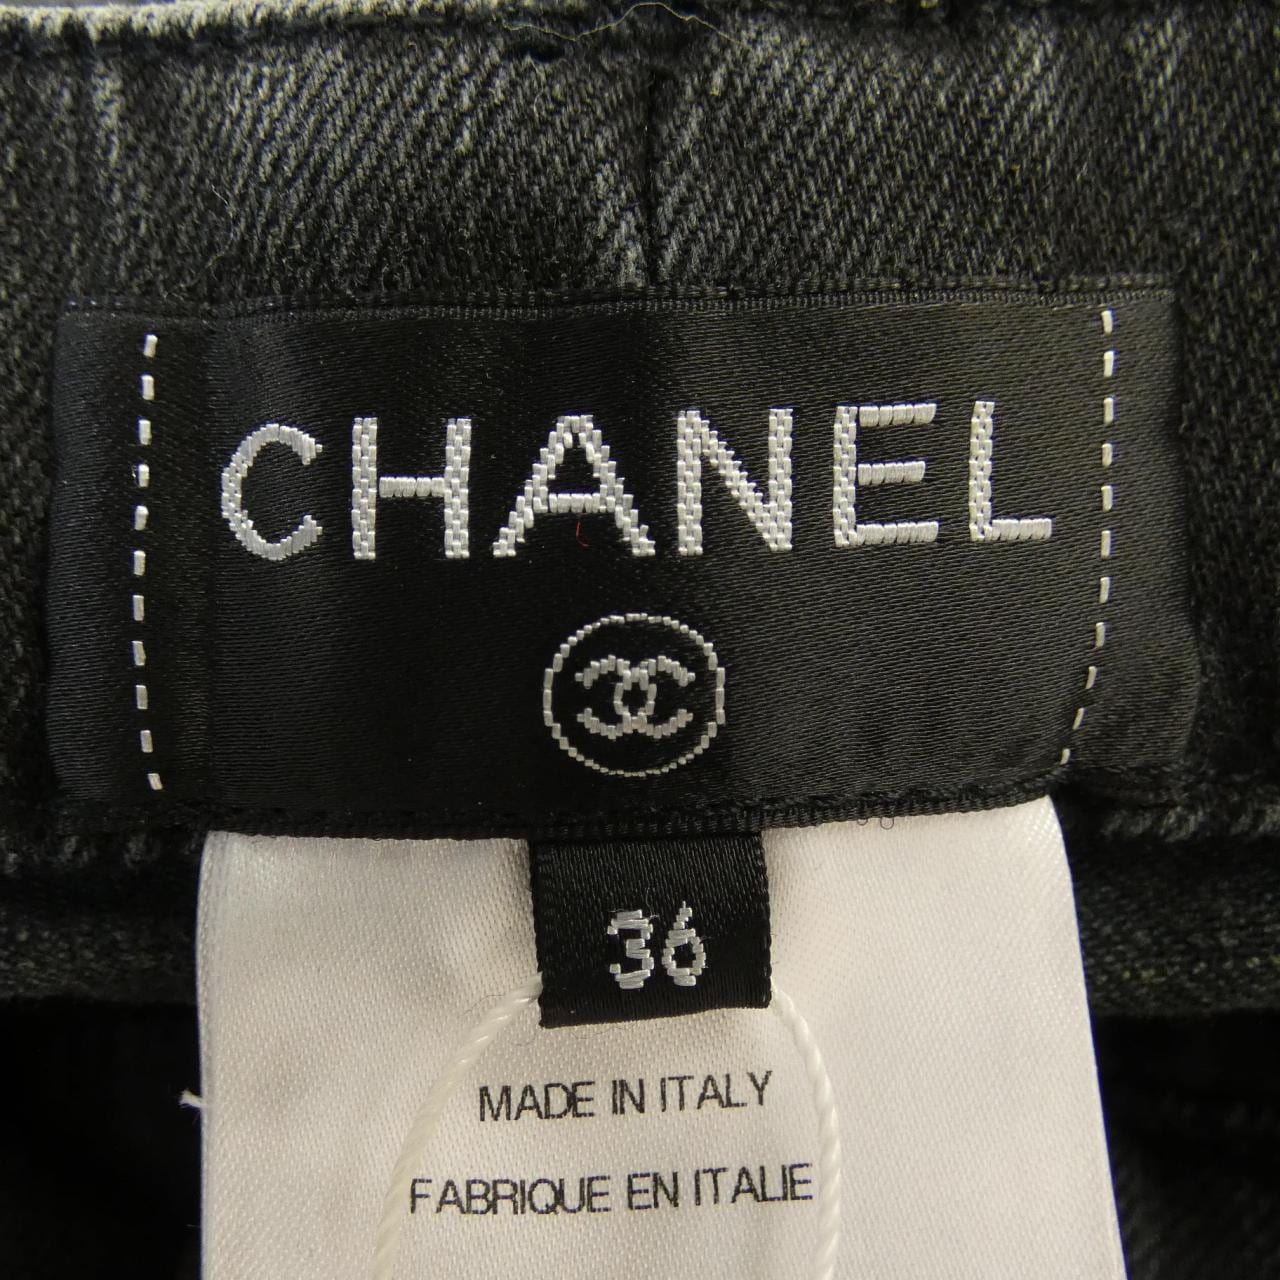 CHANEL
36
MADE IN ITALY
FABRIQUE EN ITALIE